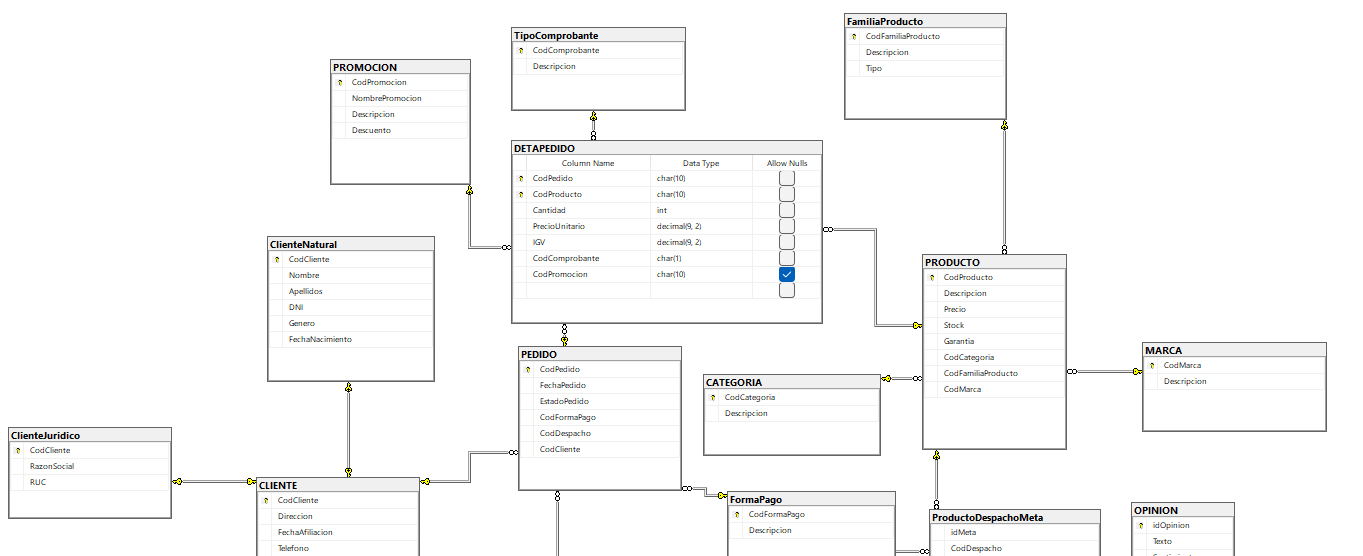 FamiliaProducto
CodFamiliaProducto
Descripcion
Tipo
TipoComprobante
CodComprobante
Descripcion
PROMOCION
CodPromocion
NombrePromocion
Descripcion
Descuento
DETAPEDIDO
Column Name Data Type Allow Nulls
CodPedido char(10)
CodProducto char(10)
Cantidad int
PrecioUnitario decimal(9, 2)
IGV decimal(9, 2)
CodComprobante char(1)
CodPromocion char(10)
ClienteNatural
CodCliente
Nombre
Apellidos
DNI
Genero
FechaNacimiento
PRODUCTO
CodProducto
Descripcion
Precio
Stock
Garantia
CodCategoria
CodFamiliaProducto
CodMarca
MARCA
CodMarca
Descripcion
PEDIDO
CodPedido
FechaPedido
EstadoPedido
CodFormaPago
CodDespacho
CodCliente
CATEGORIA
CodCategoria
Descripcion
ClienteJuridico
CodCliente
RazonSocial
RUC
CLIENTE
CodCliente
Direccion
FechaAfiliacion
Telefono
FormaPago
CodFormaPago
Descripcion
ProductoDespachoMeta
idMeta
CodDespacho
OPINION
idOpinion
Texto